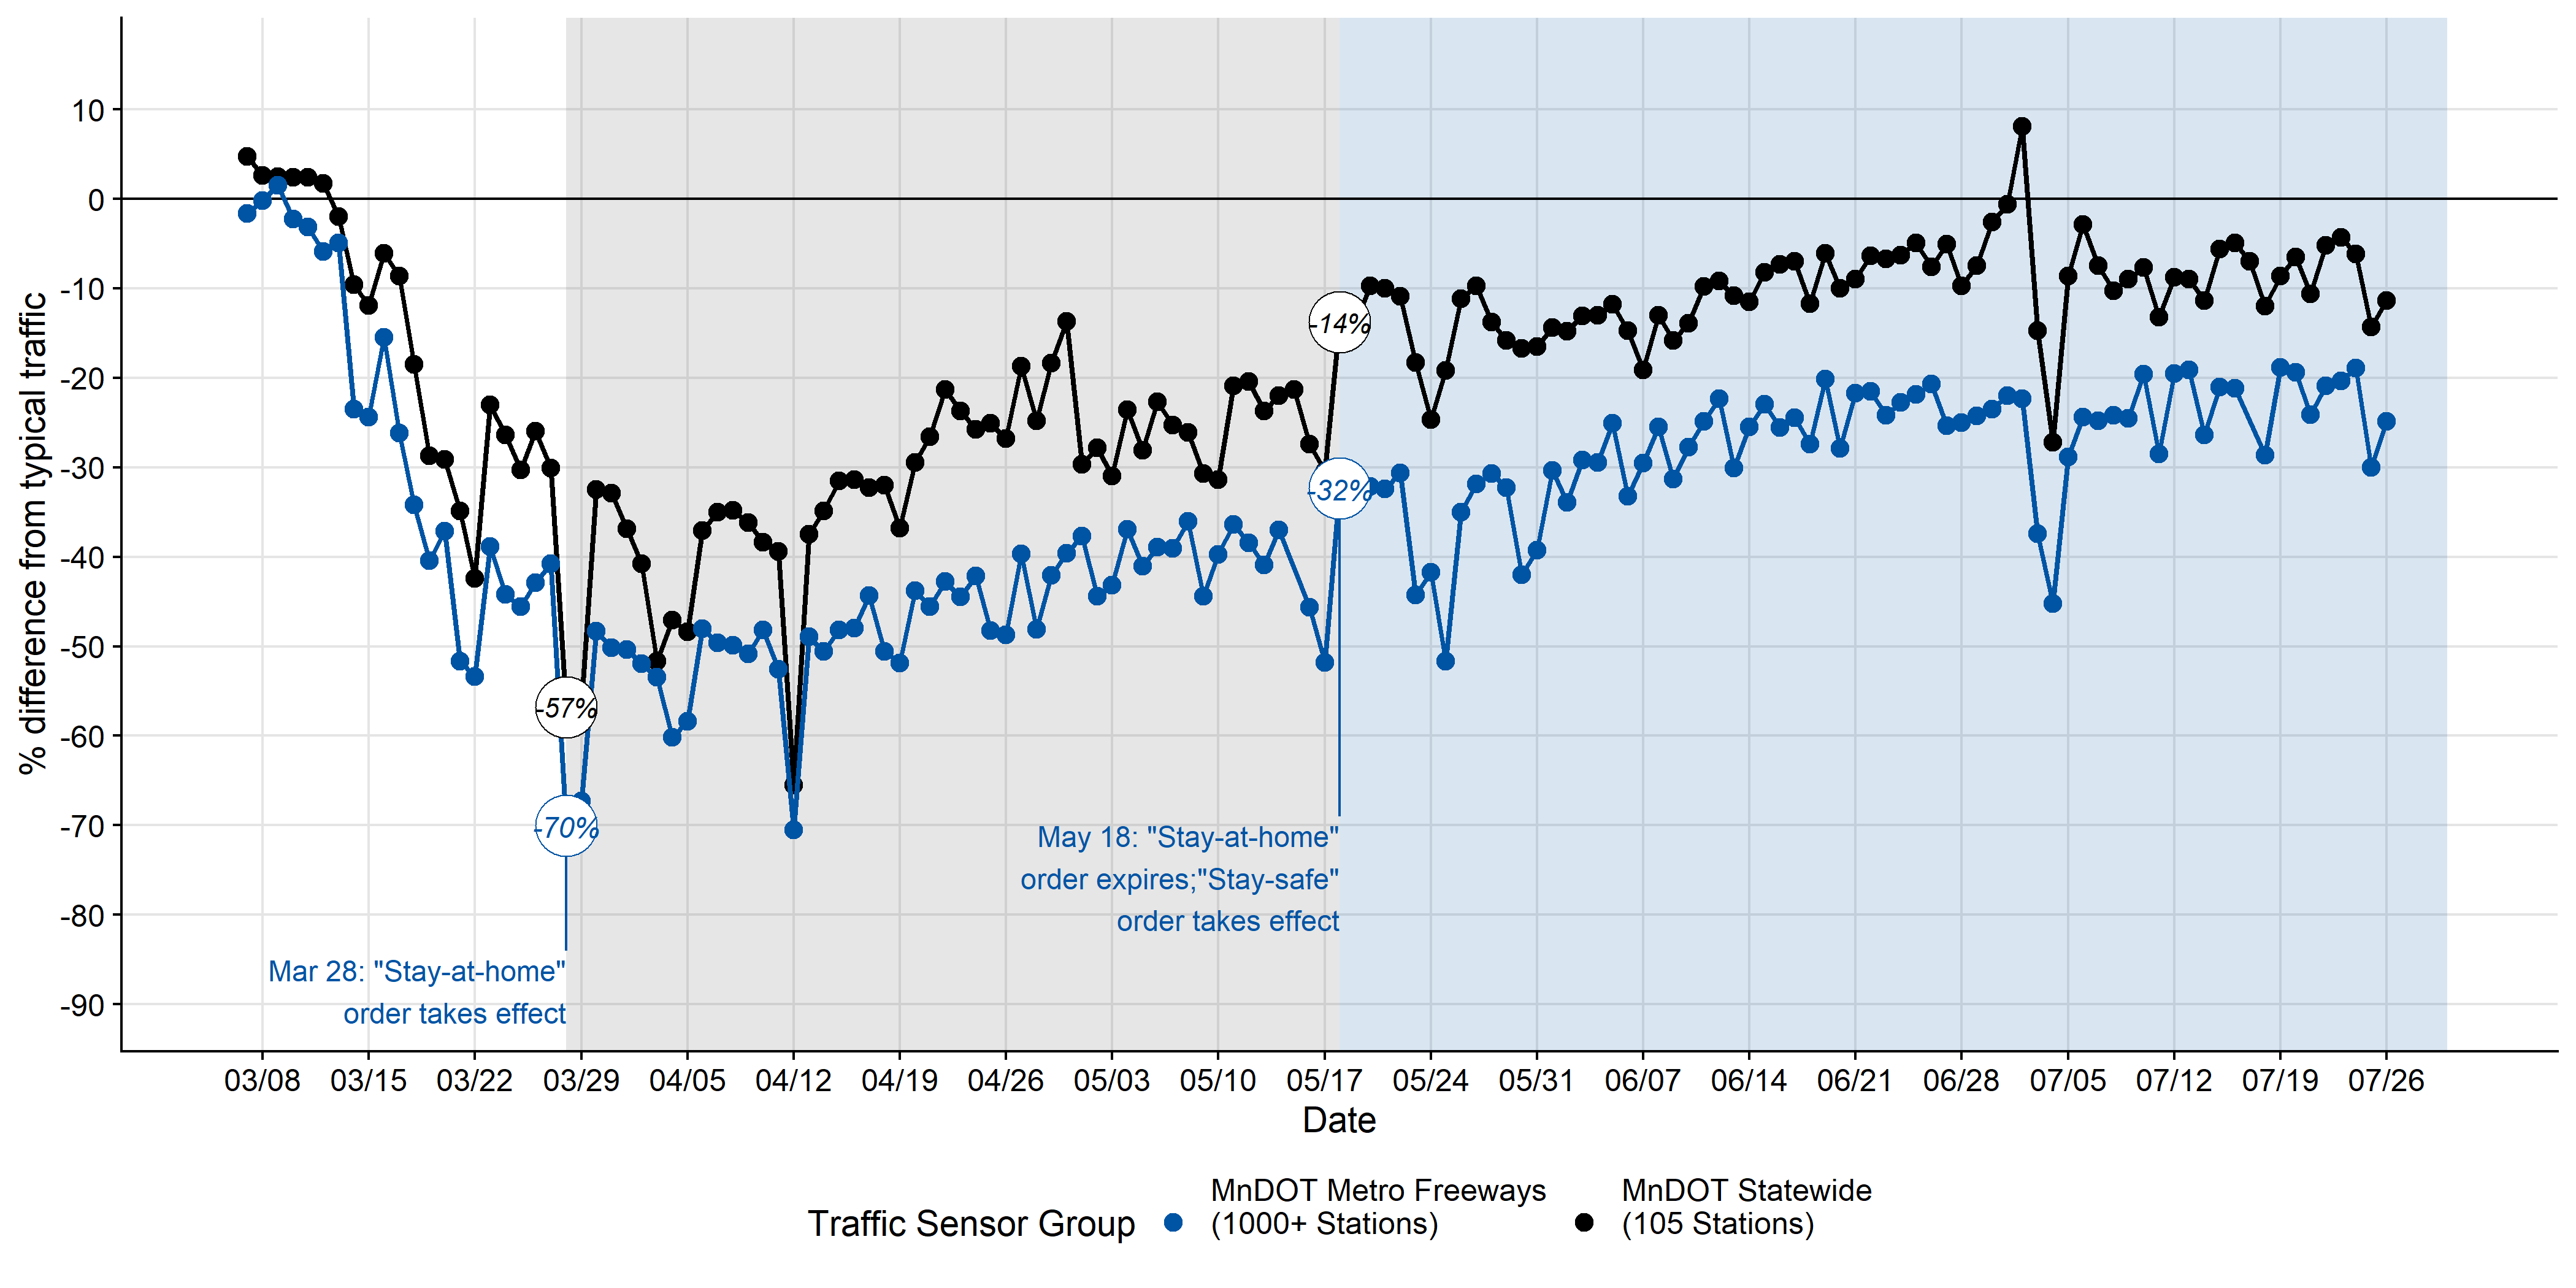 % difference from typical traffic
10
0
-10
-20
-30
-40
-50
-60
-70
-80
-90
-57%
-70%
-14%
-32%
Mar 28: "Stay-at-home"
order takes effect
May 18: "Stay-at-home"
order expires;"Stay-safe"
order takes effect
03/08 03/15 03/22 03/29 04/05 04/12 04/19 04/26 05/03 05/10 05/17 05/24 05/31 06/07 06/14 06/21 06/28 07/05 07/12 07/19 07/26
Date
Traffic Sensor Group
MnDOT Metro Freeways
(1000+ Stations)
MnDOT Statewide
(105 Stations)